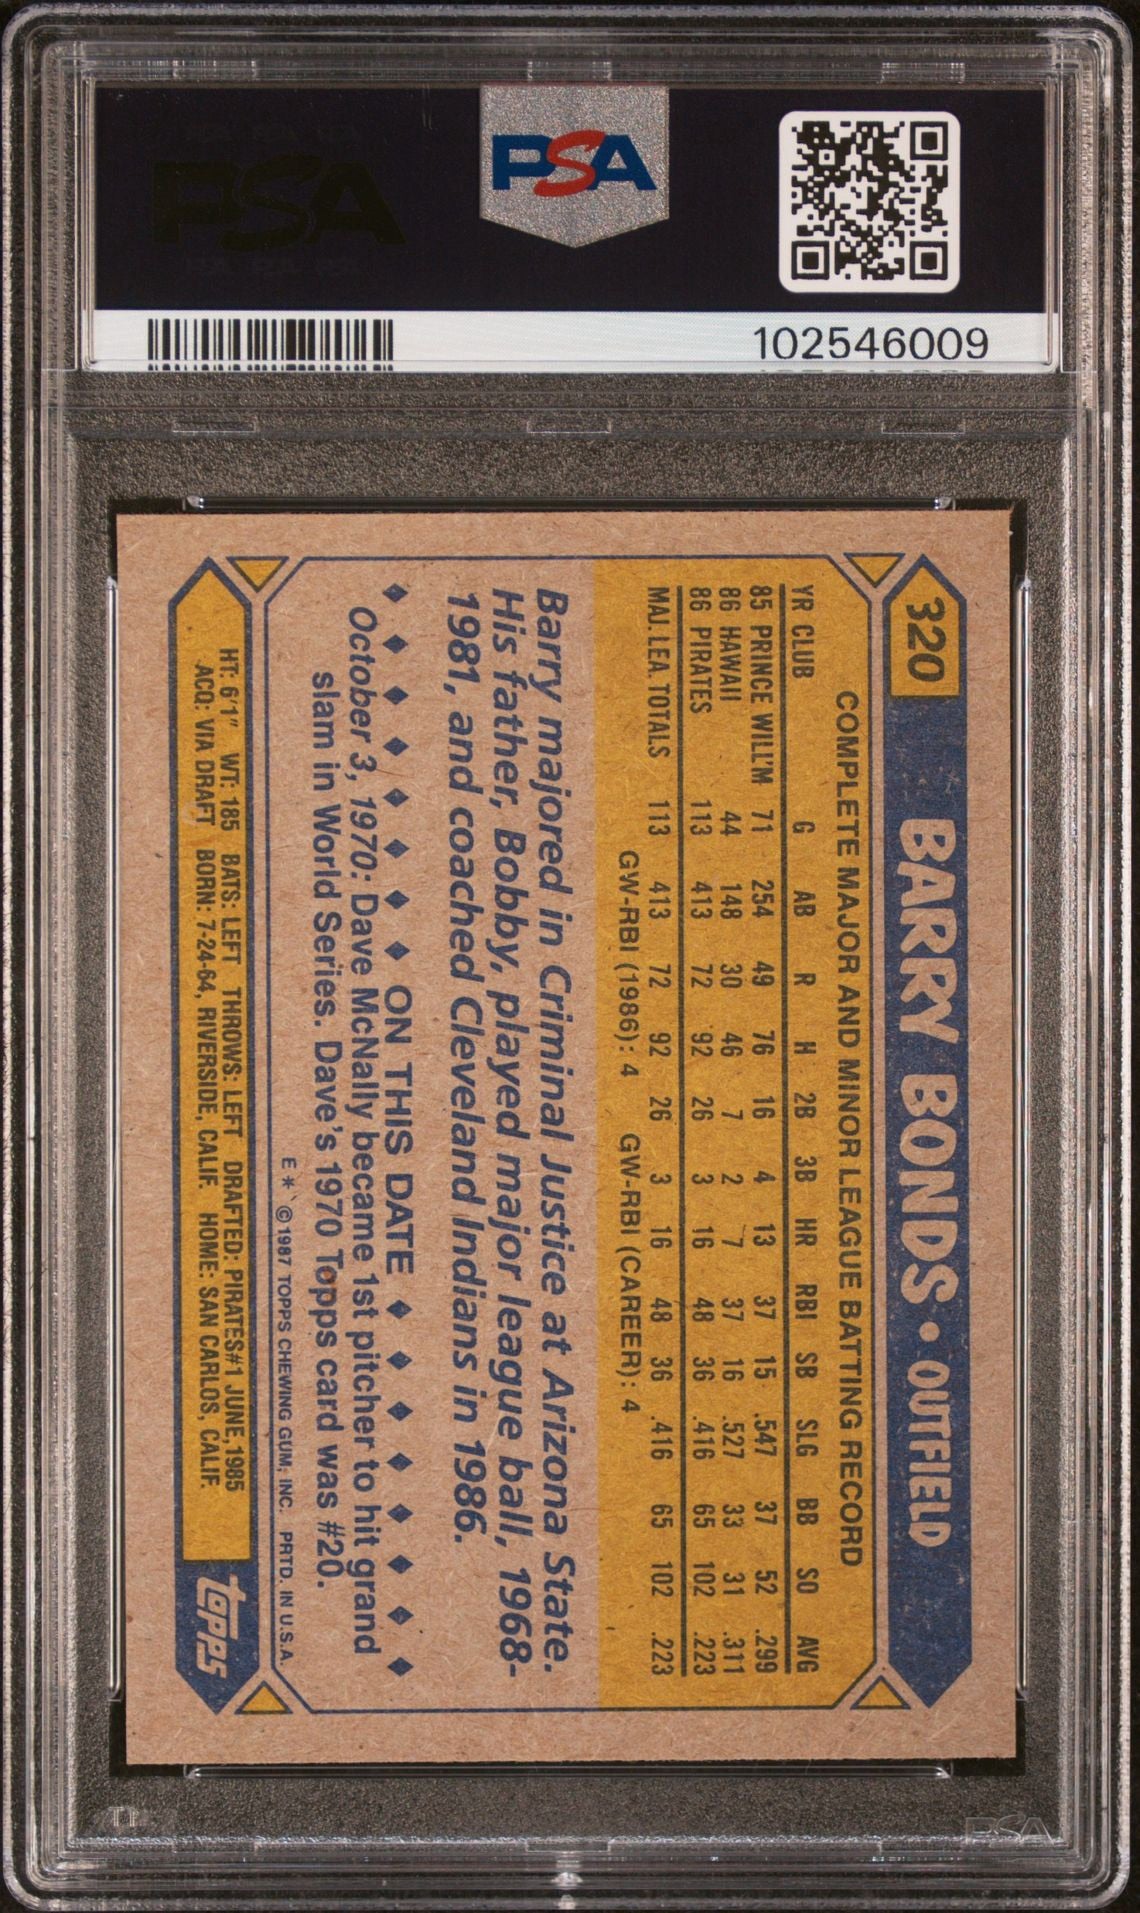 PSA
PSA
102546009
320
BARRY BONDS • OUTFIELD
COMPLETE MAJOR AND MINOR LEAGUE BATTING RECORD
YR CLUB G AB R H 2B 3B HR RBI SB SLG BB SO AVG
85 PRINCE WILL'M 71 254 49 76 16 4 13 37 15 .547 37 52 .299
86 HAWAII 44 148 30 46 7 2 7 37 16 .527 33 31 .311
86 PIRATES 113 413 72 92 26 3 16 48 36 .416 65 102 .223
MAJ. LEA. TOTALS 113 413 72 92 26 3 16 48 36 .416 65 102 .223
GW-RBI (1986): 4 GW-RBI (CAREER): 4
Barry majored in Criminal Justice at Arizona State.
His father, Bobby, played major league ball, 1968-
1981, and coached Cleveland Indians in 1986.
♦ ♦ ♦ ♦ ♦ ♦ ♦ ♦ ON THIS DATE ♦ ♦ ♦ ♦ ♦ ♦ ♦ ♦
October 3, 1970: Dave McNally became 1st pitcher to hit grand
slam in World Series. Dave's 1970 Topps card was #20.
E* ©1987 TOPPS CHEWING GUM, INC. PRTD. IN U.S.A.
HT: 6'1" WT: 185 BATS: LEFT THROWS: LEFT DRAFTED: PIRATES#1 JUNE, 1985
ACQ: VIA DRAFT BORN: 7-24-64, RIVERSIDE, CALIF. HOME: SAN CARLOS, CALIF.
topps
PSA